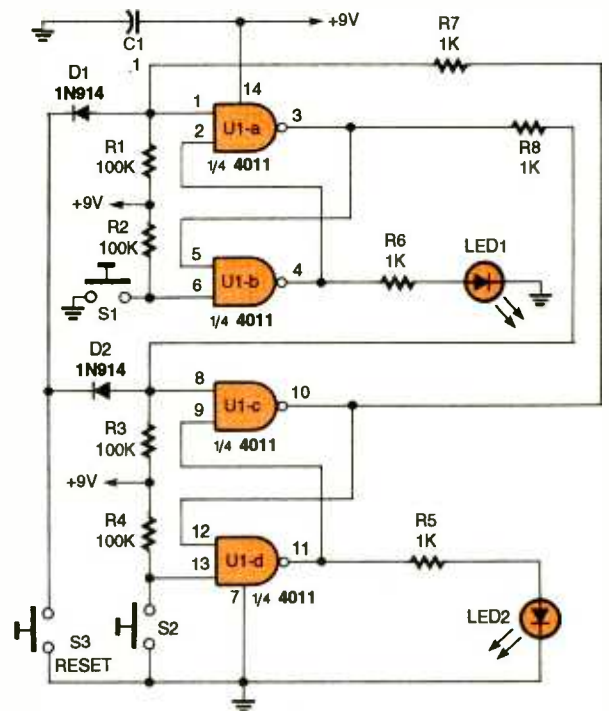 +9V
C1
.1
R7
1K
D1
1N914
14
1
2
U1-a
3
1/4 4011
R1
100K
R8
1K
+9V
R2
100K
5
6
U1-b
4
1/4 4011
R6
1K
LED1
S1
D2
1N914
8
9
U1-c
10
1/4 4011
R3
100K
+9V
R4
100K
12
13
U1-d
11
7
1/4 4011
R5
1K
LED2
S3
RESET
S2